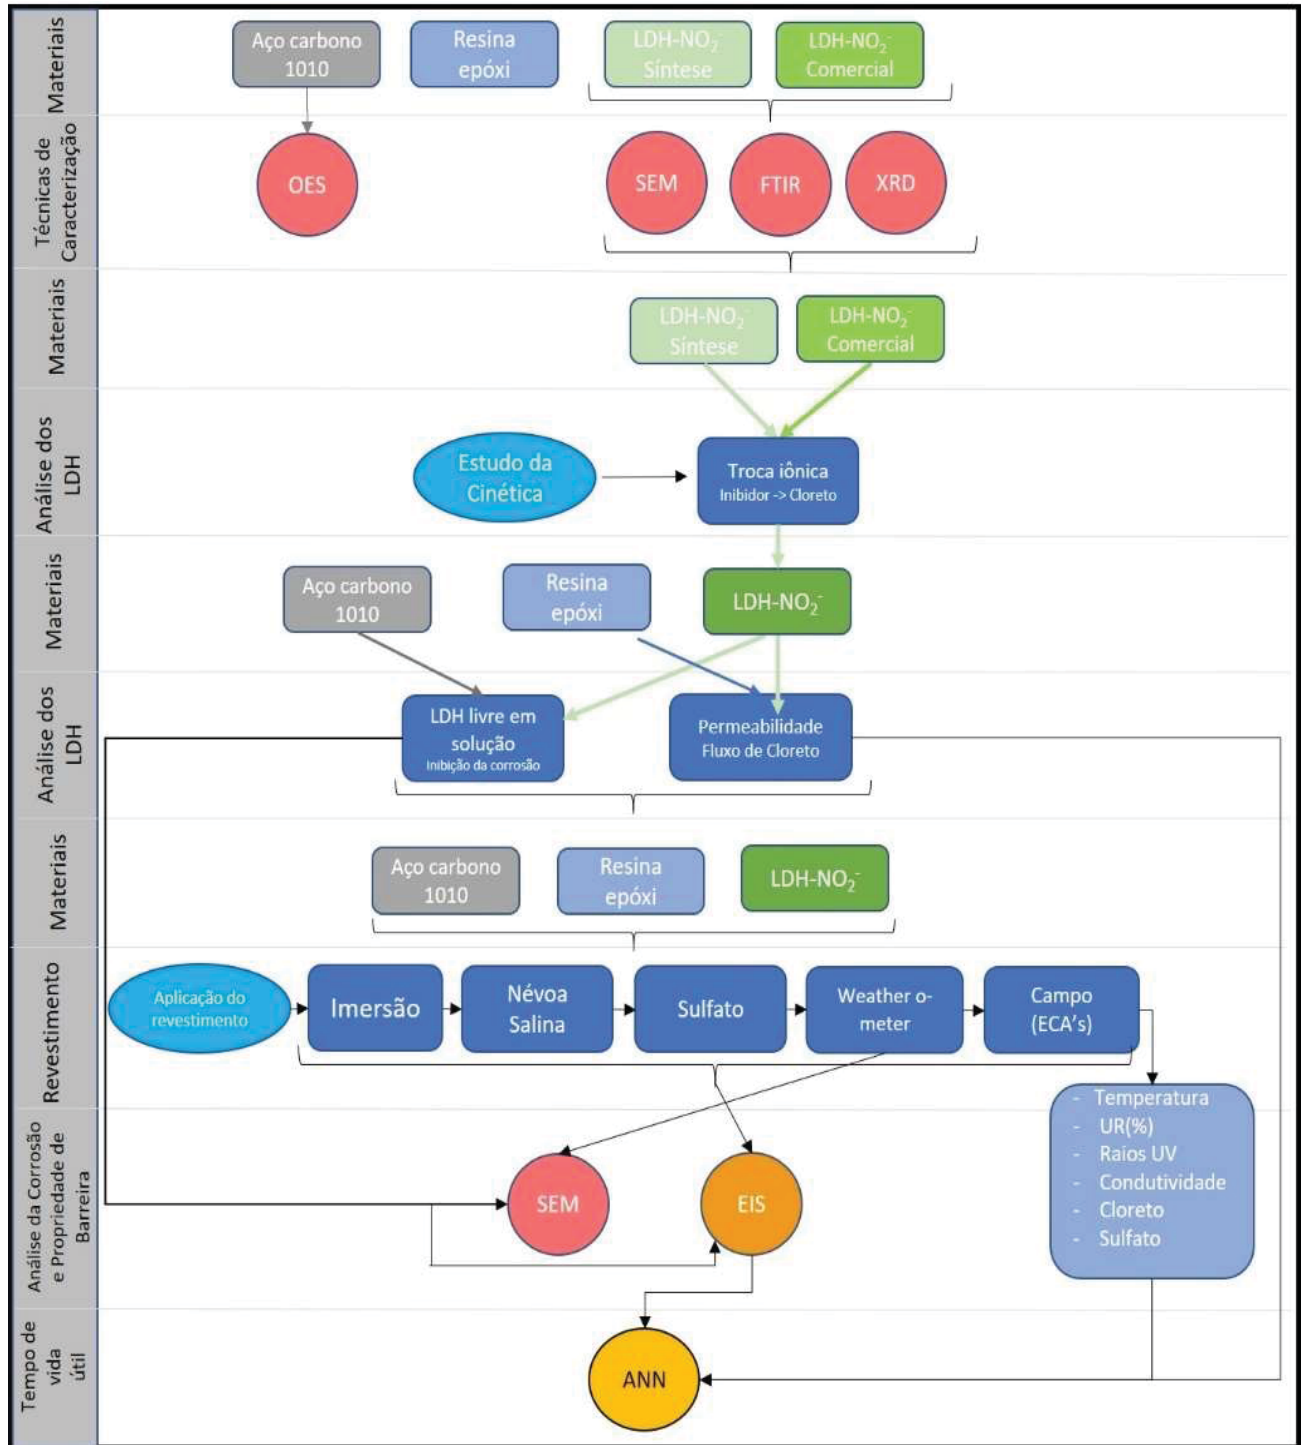 Materiais
Aço carbono
1010
Resina
epóxi
LDH-NO₂⁻
Síntese
LDH-NO₂⁻
Comercial
Técnicas de
Caracterização
OES
SEM
FTIR
XRD
Materiais
LDH-NO₂⁻
Síntese
LDH-NO₂⁻
Comercial
Análise dos
LDH
Estudo da
Cinética
Troca iônica
Inibidor -> Cloreto
Materiais
Aço carbono
1010
Resina
epóxi
LDH-NO₂⁻
Análise dos
LDH
LDH livre em
solução
Inibição da corrosão
Permeabilidade
Fluxo de Cloreto
Materiais
Aço carbono
1010
Resina
epóxi
LDH-NO₂⁻
Revestimento
Aplicação do
revestimento
Imersão
Névoa
Salina
Sulfato
Weather o-
meter
Campo
(ECA's)
- Temperatura
- UR(%)
- Raios UV
- Condutividade
- Cloreto
- Sulfato
Análise da Corrosão
e Propriedade de
Barreira
SEM
EIS
Tempo de
vida
útil
ANN